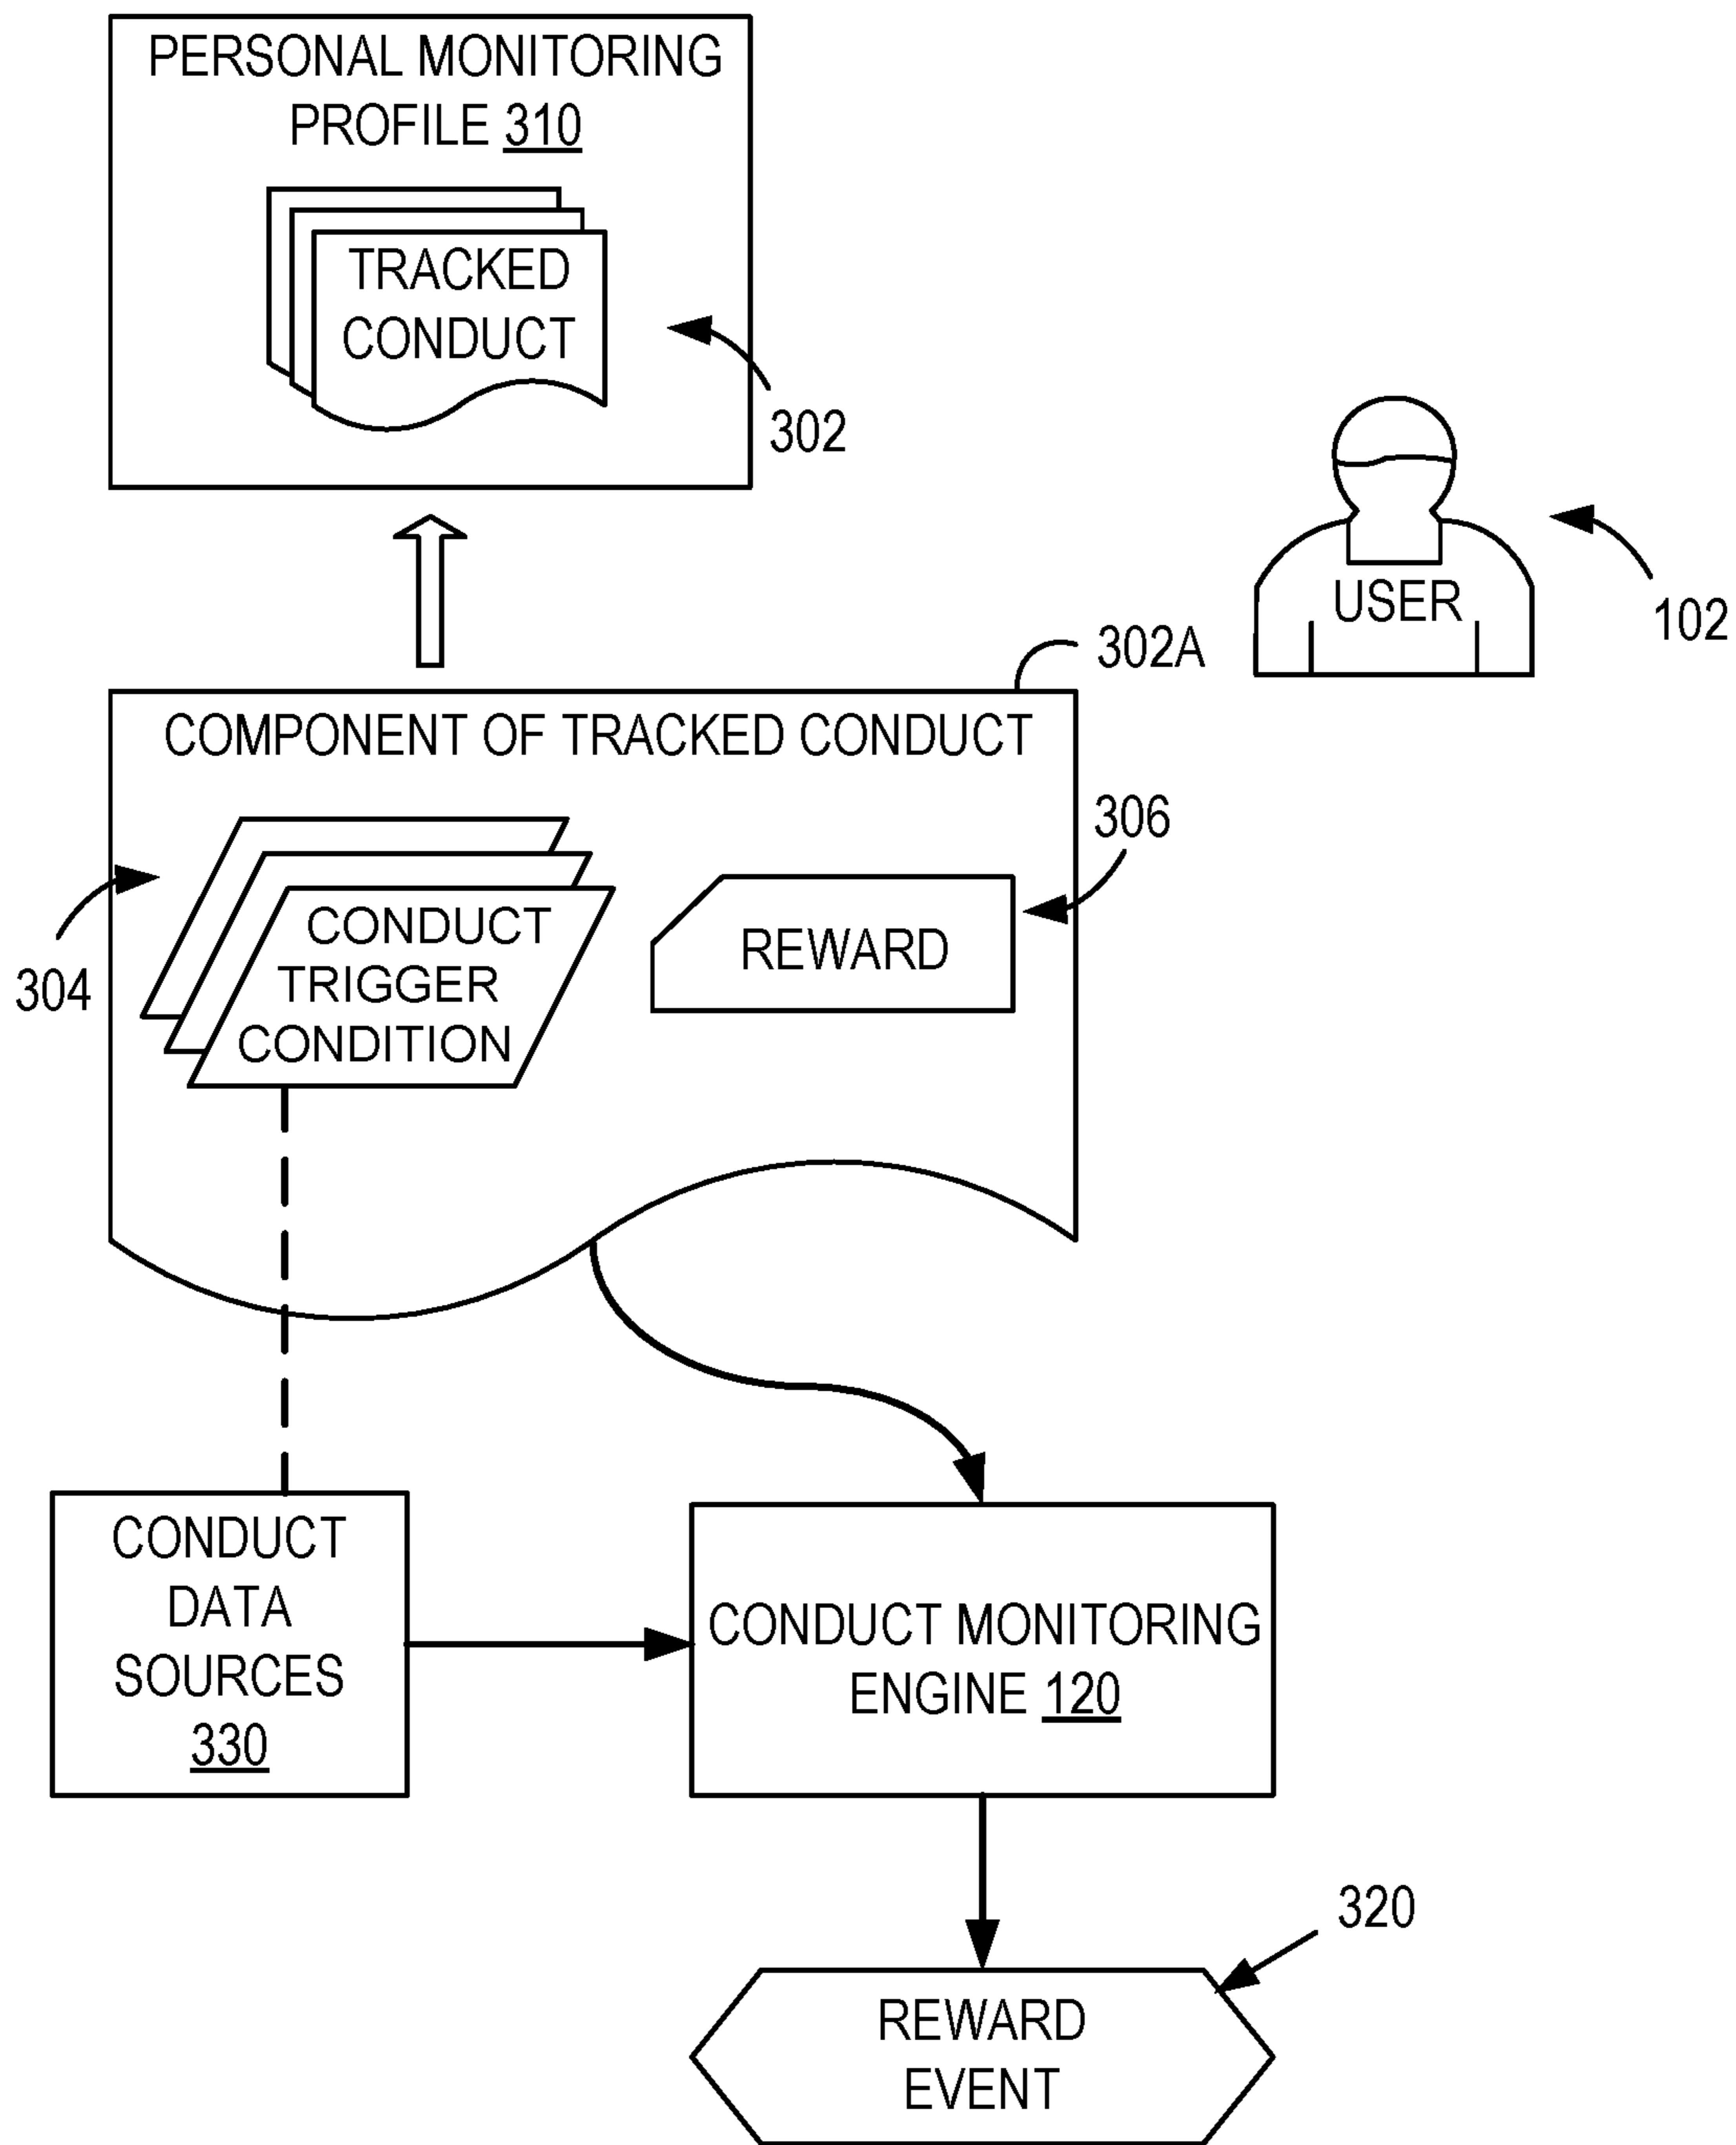 PERSONAL MONITORING
PROFILE 310
TRACKED
CONDUCT
302
USER
102
302A
COMPONENT OF TRACKED CONDUCT
306
CONDUCT
TRIGGER
CONDITION
REWARD
304
CONDUCT
DATA
SOURCES
330
CONDUCT MONITORING
ENGINE 120
320
REWARD
EVENT